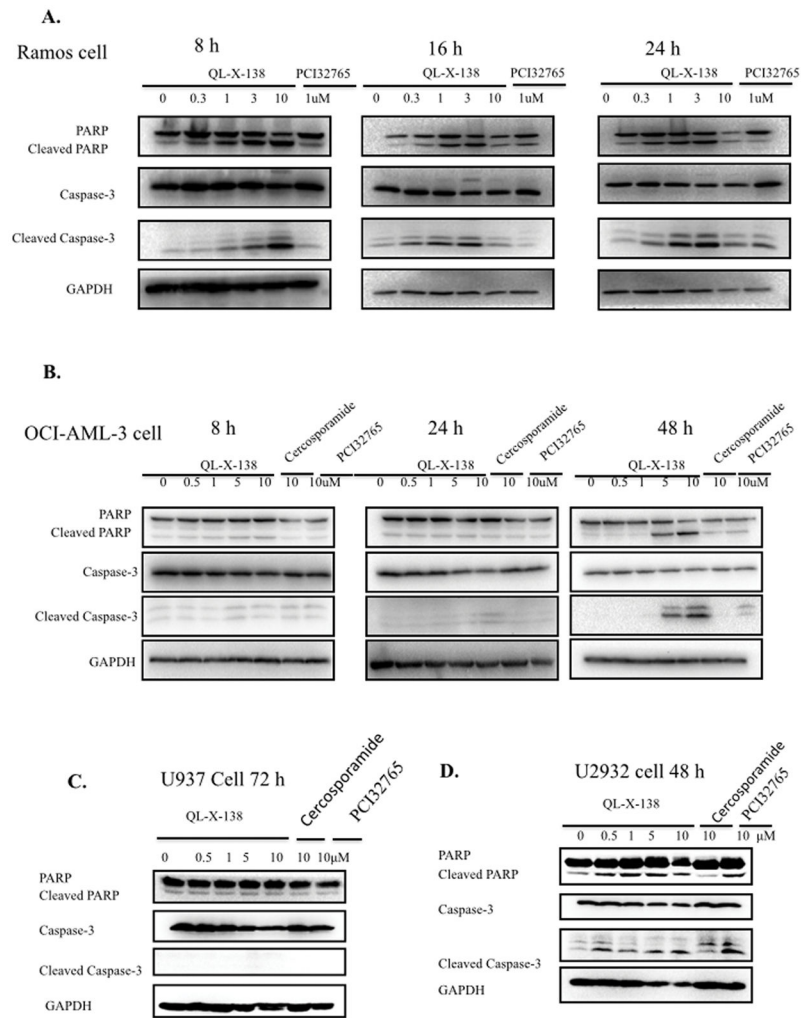 A.
Ramos cell
8 h
16 h
24 h
QL-X-138 PCI32765 QL-X-138 PCI32765 QL-X-138 PCI32765
0 0.3 1 3 10 1uM 0 0.3 1 3 10 1uM 0 0.3 1 3 10 1uM
PARP
Cleaved PARP
Caspase-3
Cleaved Caspase-3
GAPDH
B.
OCI-AML-3 cell
8 h
24 h
48 h
Cercosporamide PCI32765 Cercosporamide PCI32765 Cercosporamide PCI32765
QL-X-138 QL-X-138 QL-X-138
0 0.5 1 5 10 10 10uM 0 0.5 1 5 10 10 10uM 0 0.5 1 5 10 10 10uM
PARP
Cleaved PARP
Caspase-3
Cleaved Caspase-3
GAPDH
C.
U937 Cell 72 h
Cercosporamide
PCI32765
QL-X-138
0 0.5 1 5 10 10 10μM
PARP
Cleaved PARP
Caspase-3
Cleaved Caspase-3
GAPDH
D.
U2932 cell 48 h
Cercosporamide
PCI32765
QL-X-138
0 0.5 1 5 10 10 10 μM
PARP
Cleaved PARP
Caspase-3
Cleaved Caspase-3
GAPDH